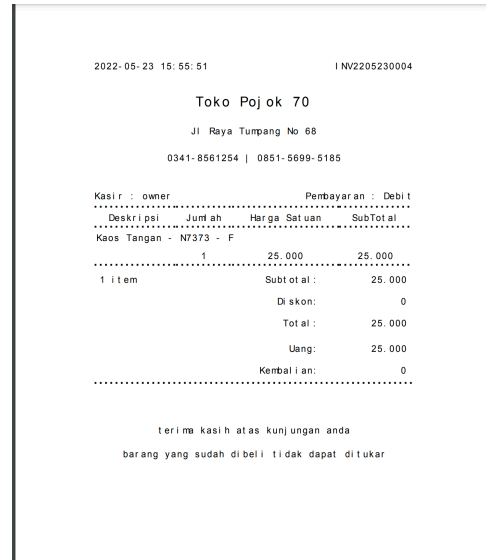 2022-05-23 15:55:51 INV2205230004
Toko Pojok 70
Jl Raya Tumpang No 68
0341-8561254 | 0851-5699-5185
Kasir : owner Pembayaran : Debit
Deskripsi Jumlah Harga Satuan SubTotal
Kaos Tangan - N7373 - F
1 25.000 25.000
1 item Subtotal: 25.000
Diskon: 0
Total: 25.000
Uang: 25.000
Kembalian: 0
terima kasih atas kunjungan anda
barang yang sudah dibeli tidak dapat ditukar